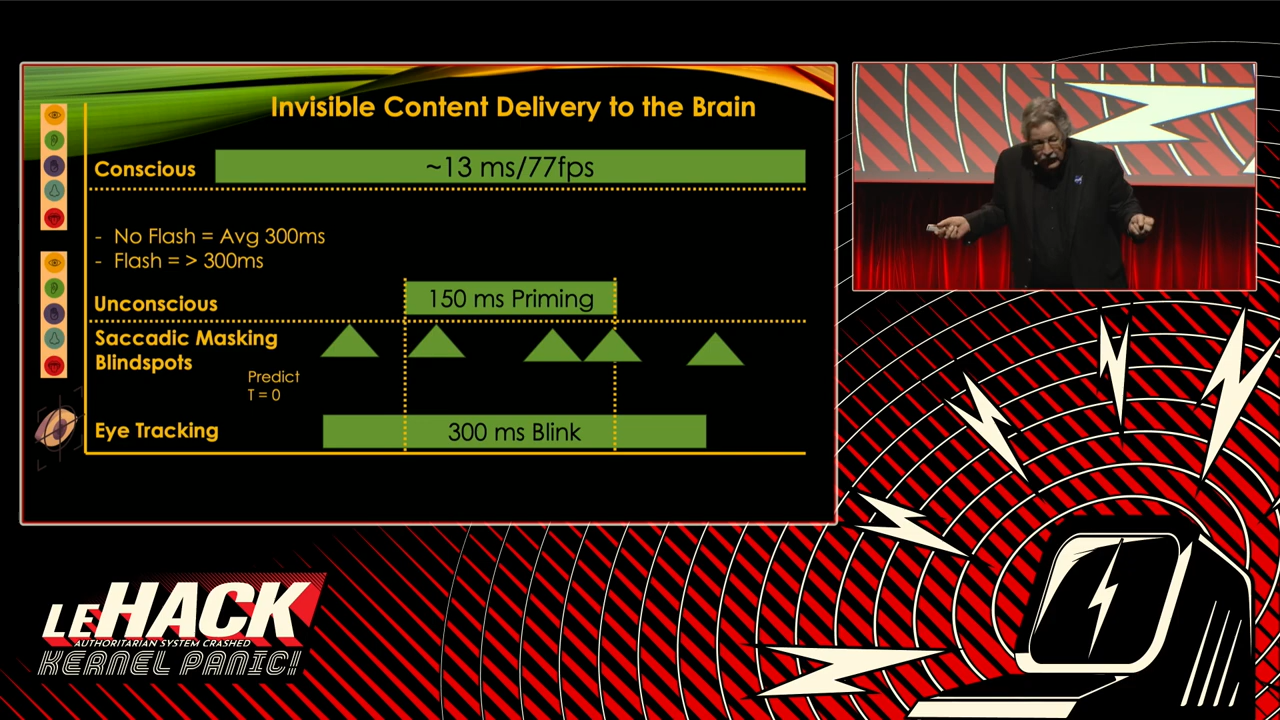 Invisible Content Delivery to the Brain
Conscious
~13 ms/77fps
- No Flash = Avg 300ms
- Flash = > 300ms
Unconscious
150 ms Priming
Saccadic Masking
Blindspots
Predict
T = 0
Eye Tracking
300 ms Blink
LEHACK
AUTHORITARIAN SYSTEM CRASHED
KERNEL PANIC!